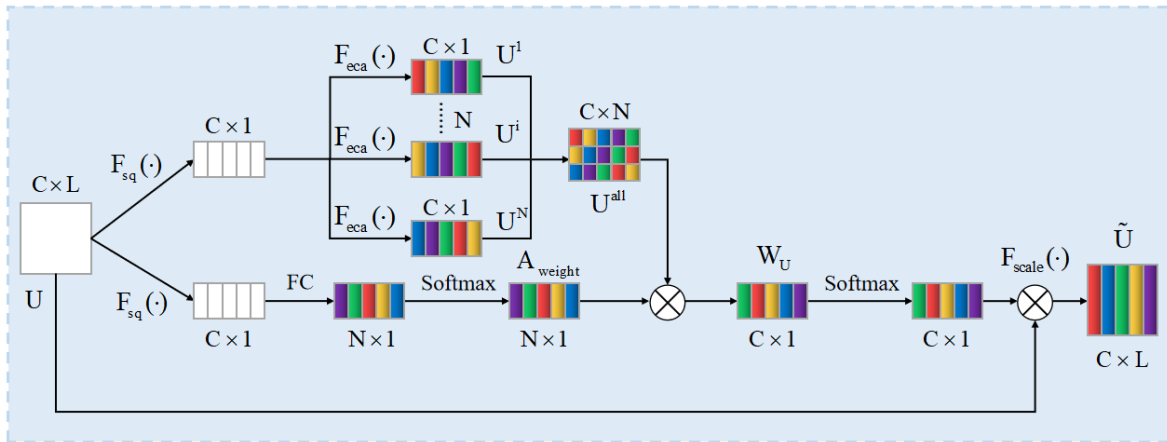 C × L
U
F_sq(·)
F_sq(·)
C × 1
C × 1
F_eca(·)
F_eca(·)
F_eca(·)
C × 1
U^1
N
U^i
C × 1
U^N
C × N
U^all
FC
N × 1
Softmax
A_weight
N × 1
W_U
C × 1
Softmax
C × 1
F_scale(·)
Ũ
C × L